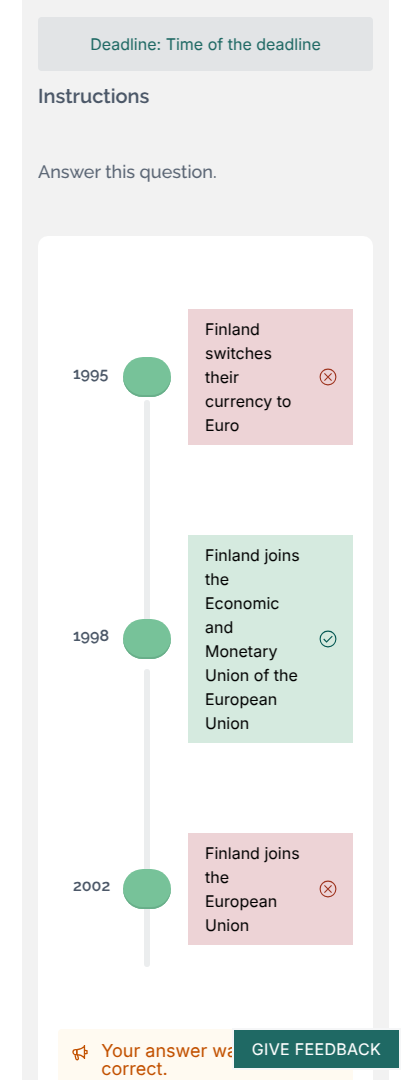 Deadline: Time of the deadline
Instructions
Answer this question.
1995
Finland
switches
their
currency to
Euro
1998
Finland joins
the
Economic
and
Monetary
Union of the
European
Union
2002
Finland joins
the
European
Union
Your answer
correct.
GIVE FEEDBACK